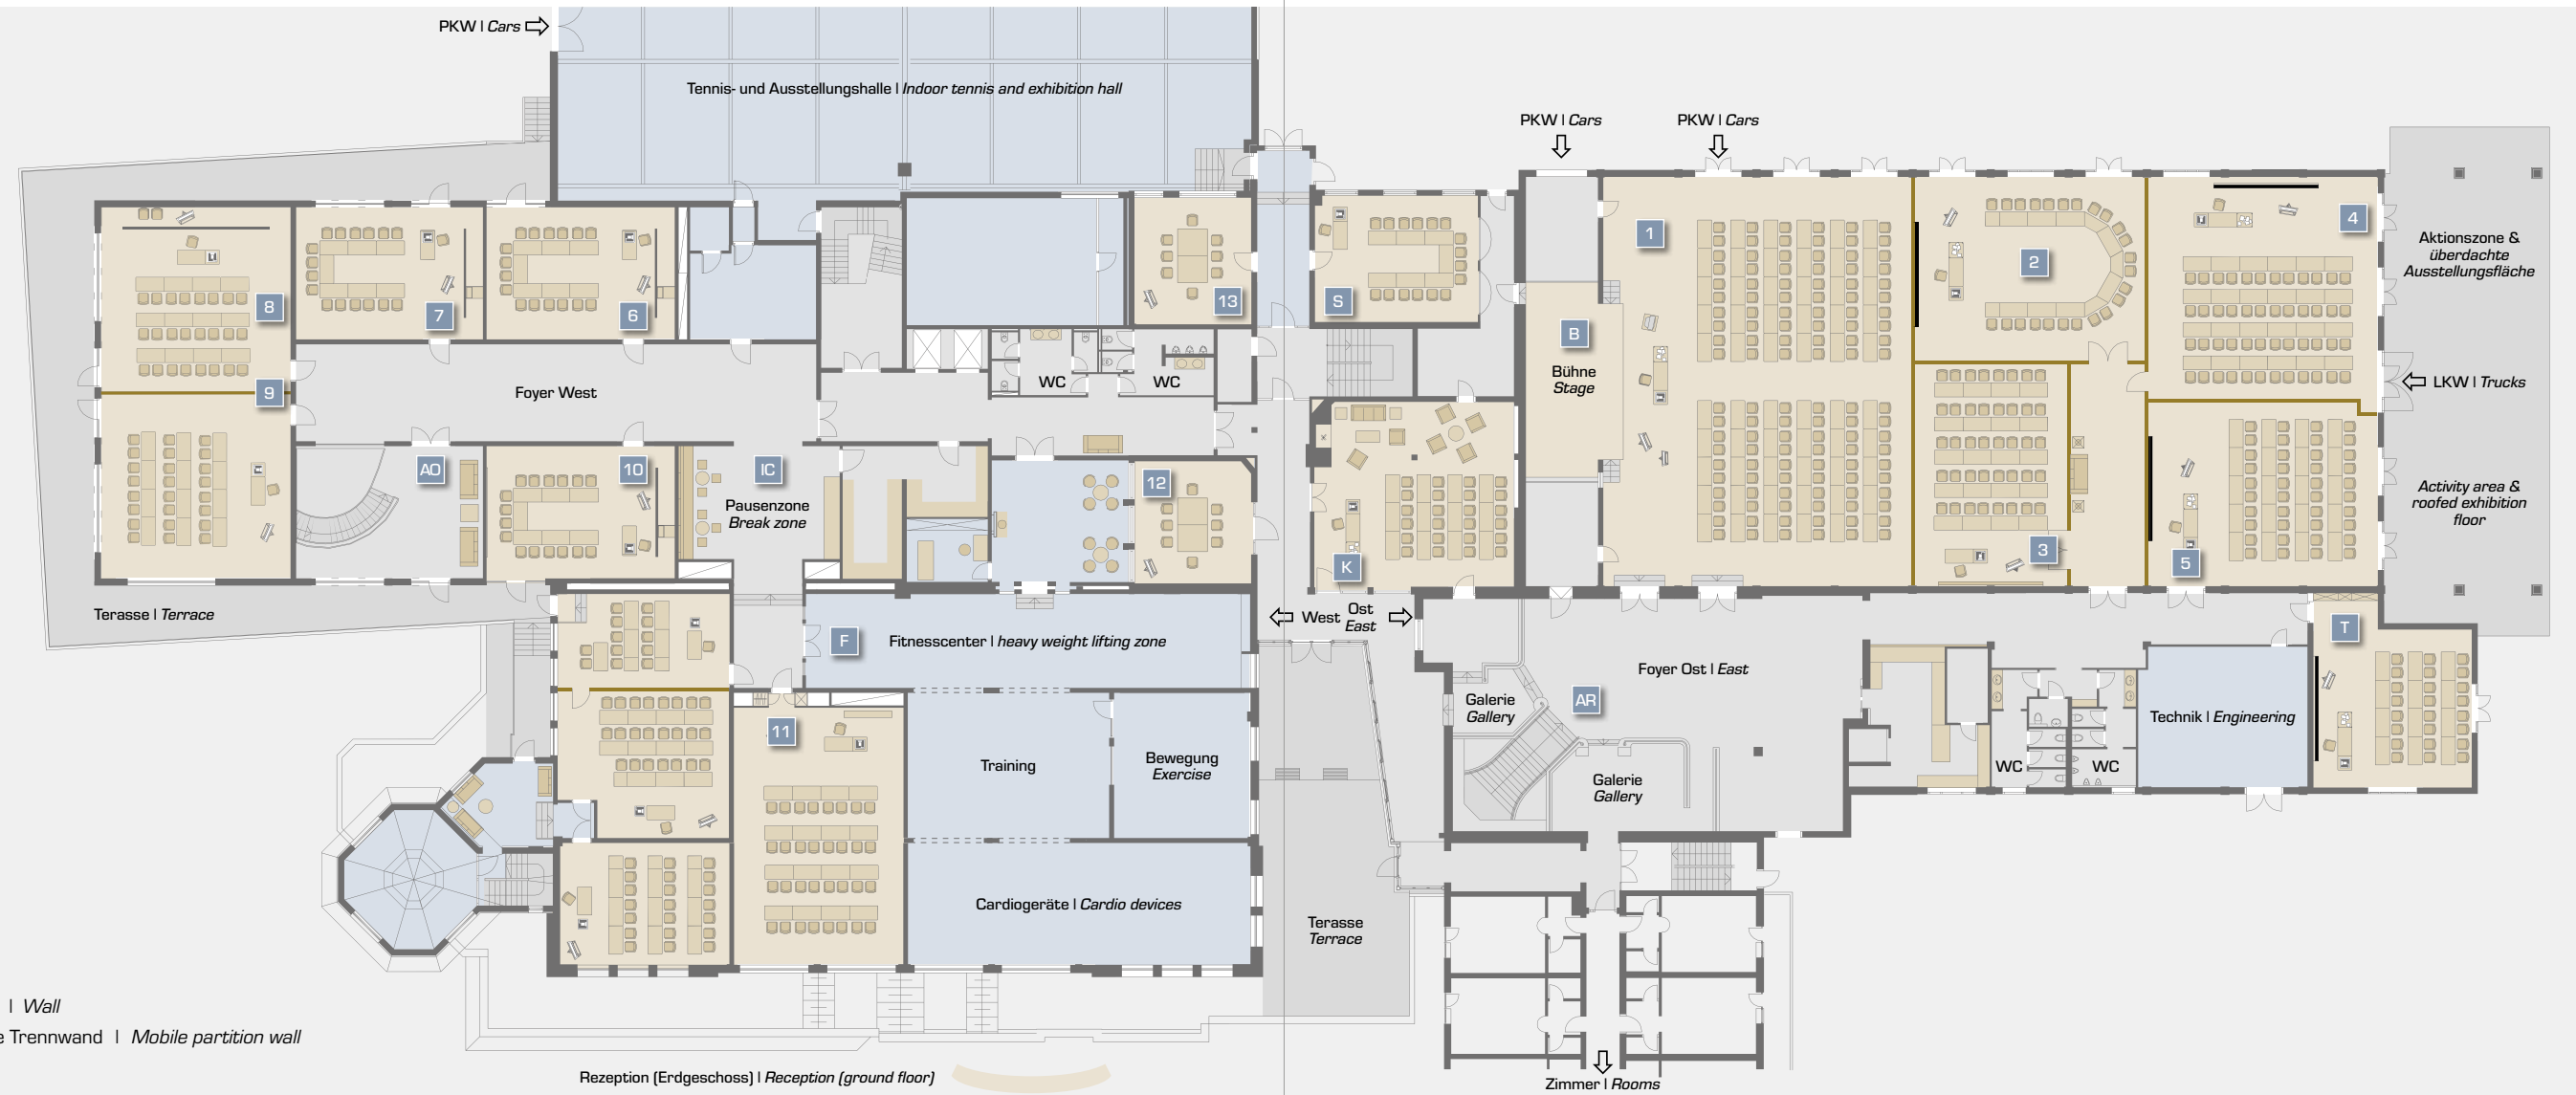 PKW | Cars
Tennis- und Ausstellungshalle | Indoor tennis and exhibition hall
PKW | Cars
PKW | Cars
Aktionszone &
überdachte
Ausstellungsfläche
1
2
4
13
S
8
7
6
B
Bühne
Stage
WC
WC
Foyer West
9
LKW | Trucks
AO
10
IC
12
Pausenzone
Break zone
Activity area &
roofed exhibition
floor
3
5
K
Terasse | Terrace
West
Ost
East
F
Fitnesscenter | heavy weight lifting zone
T
Foyer Ost | East
AR
Galerie
Gallery
11
Technik | Engineering
Training
Bewegung
Exercise
WC
WC
Galerie
Gallery
Cardiogeräte | Cardio devices
Terasse
Terrace
| Wall
e Trennwand | Mobile partition wall
Rezeption (Erdgeschoss) | Reception (ground floor)
Zimmer | Rooms